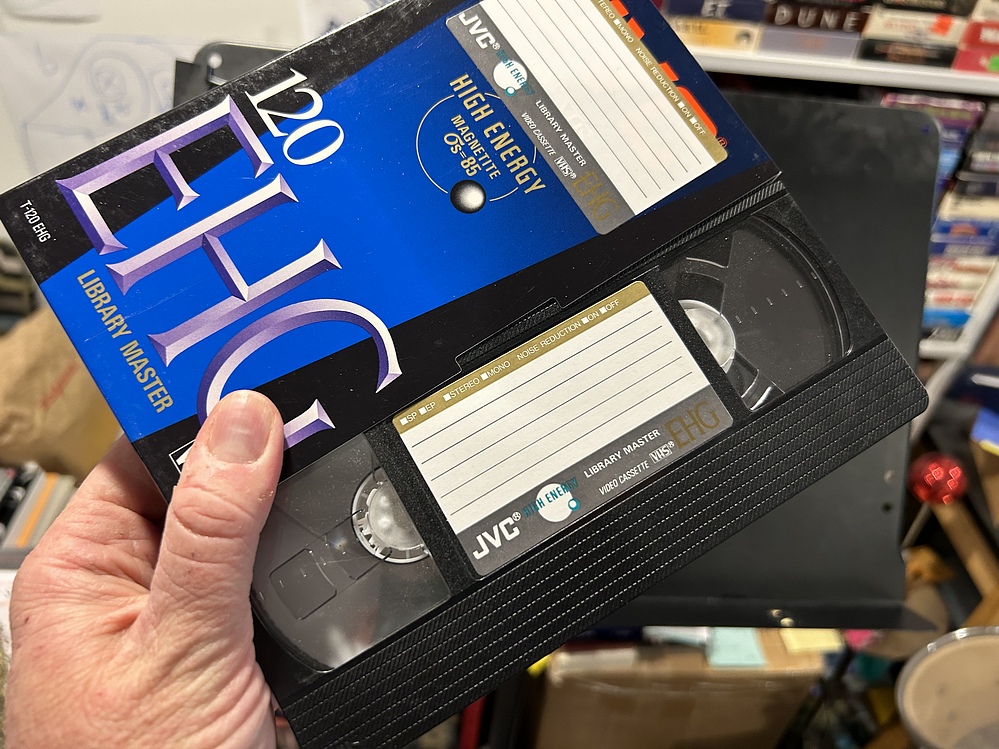 120
EHG
T-120 EHG
LIBRARY MASTER
HIGH ENERGY
MAGNETITE
σs=85
STEREO ■MONO NOISE REDUCTION ■ON ■OFF
JVC® HIGH ENERGY
LIBRARY MASTER
VIDEO CASSETTE VHS® EHG
■SP ■EP ■STEREO ■MONO NOISE REDUCTION ■ON ■OFF
JVC® HIGH ENERGY
LIBRARY MASTER
VIDEO CASSETTE VHS® EHG
ET
DUNE